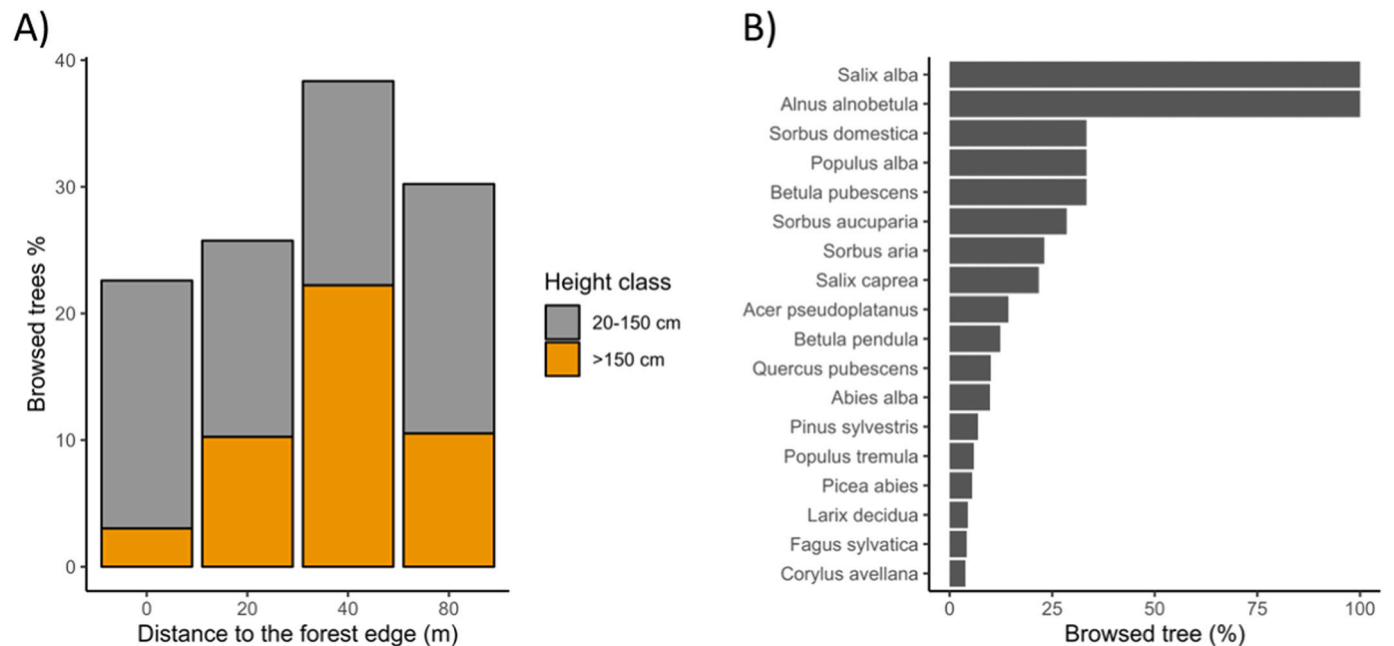 A)
40
30
20
10
0
Browsed trees %
0 20 40 80
Distance to the forest edge (m)
Height class
20-150 cm
>150 cm
B)
Salix alba
Alnus alnobetula
Sorbus domestica
Populus alba
Betula pubescens
Sorbus aucuparia
Sorbus aria
Salix caprea
Acer pseudoplatanus
Betula pendula
Quercus pubescens
Abies alba
Pinus sylvestris
Populus tremula
Picea abies
Larix decidua
Fagus sylvatica
Corylus avellana
0 25 50 75 100
Browsed tree (%)